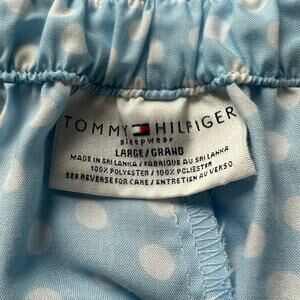 TOMMY HILFIGER
sleepwear
LARGE/GRAND
MADE IN SRI LANKA / FABRIQUÉ AU SRI LANKA
100% POLYESTER / 100% POLYESTER
SEE REVERSE FOR CARE / ENTRETIEN AU VERSO